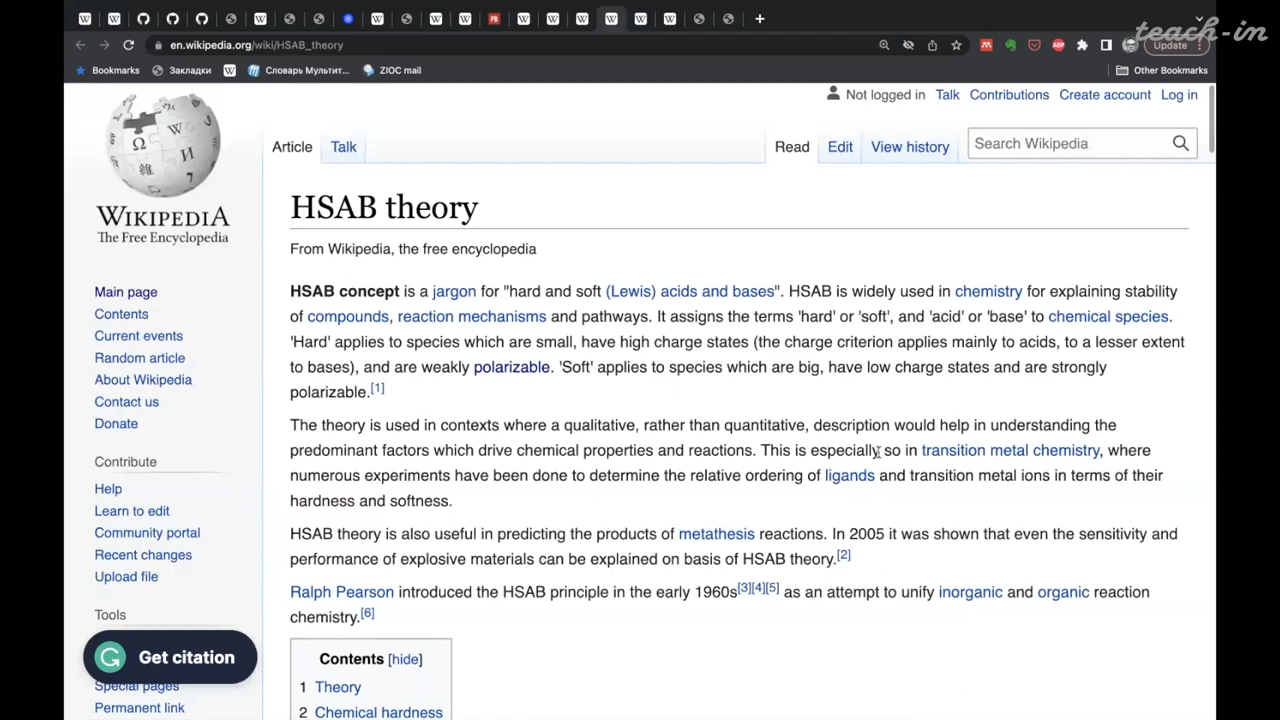 teach-in
en.wikipedia.org/wiki/HSAB_theory
Update
Bookmarks Закладки Словарь Мультит... ZIOC mail Other Bookmarks
Not logged in Talk Contributions Create account Log in
Article Talk Read Edit View history Search Wikipedia
WIKIPEDIA
The Free Encyclopedia
HSAB theory
From Wikipedia, the free encyclopedia
Main page
Contents
Current events
Random article
About Wikipedia
Contact us
Donate
Contribute
Help
Learn to edit
Community portal
Recent changes
Upload file
Tools
Get citation
Special pages
Permanent link
HSAB concept is a jargon for "hard and soft (Lewis) acids and bases". HSAB is widely used in chemistry for explaining stability
of compounds, reaction mechanisms and pathways. It assigns the terms 'hard' or 'soft', and 'acid' or 'base' to chemical species.
'Hard' applies to species which are small, have high charge states (the charge criterion applies mainly to acids, to a lesser extent
to bases), and are weakly polarizable. 'Soft' applies to species which are big, have low charge states and are strongly
polarizable.[1]
The theory is used in contexts where a qualitative, rather than quantitative, description would help in understanding the
predominant factors which drive chemical properties and reactions. This is especially so in transition metal chemistry, where
numerous experiments have been done to determine the relative ordering of ligands and transition metal ions in terms of their
hardness and softness.
HSAB theory is also useful in predicting the products of metathesis reactions. In 2005 it was shown that even the sensitivity and
performance of explosive materials can be explained on basis of HSAB theory.[2]
Ralph Pearson introduced the HSAB principle in the early 1960s[3][4][5] as an attempt to unify inorganic and organic reaction
chemistry.[6]
Contents [hide]
1 Theory
2 Chemical hardness